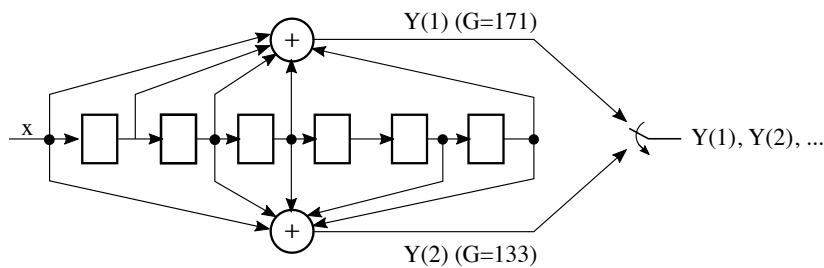 Y(1) (G=171)
+
x
Y(1), Y(2), ...
+
Y(2) (G=133)